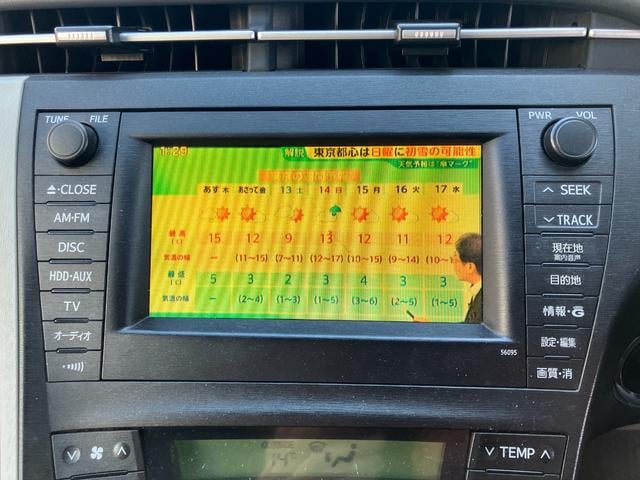 TUNE FILE
PWR VOL
CLOSE
AM・FM
DISC
HDD・AUX
TV
オーディオ
解説 東京都心は日曜に初雪の可能性
天気予報は"傘マーク"
あす木 あさって金 13土 14日 15月 16火 17水
最高 15 12 9 13 12 11 12
(℃)
気温の幅 ー (11~15) (7~11) (12~17) (10~15) (9~14)
最低 5 3 2 3 4 3 3
(℃)
気温の幅 ー (2~4) (1~3) (1~5) (3~6) (2~5) (1~5)
56095
SEEK
TRACK
現在地
案内音声
目的地
情報・G
設定・編集
画質・消
14℃
TEMP